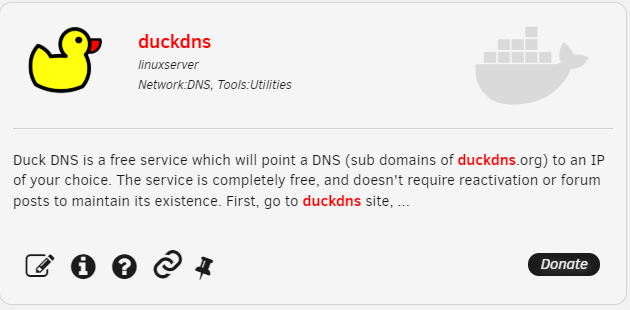 duckdns
linuxserver
Network:DNS, Tools:Utilities
Duck DNS is a free service which will point a DNS (sub domains of duckdns.org) to an IP
of your choice. The service is completely free, and doesn't require reactivation or forum
posts to maintain its existence. First, go to duckdns site, ...
Donate